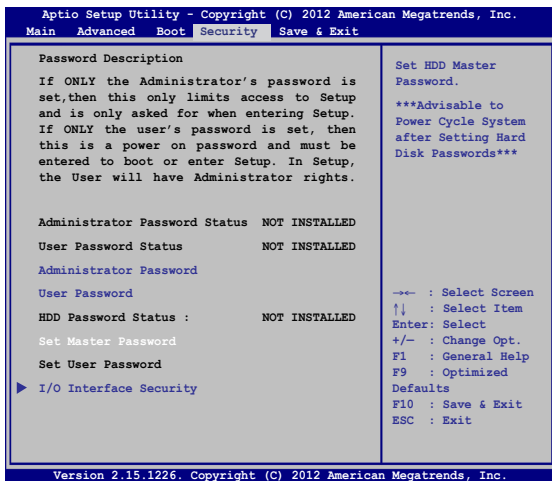 Aptio Setup Utility - Copyright (C) 2012 American Megatrends, Inc.
Main Advanced Boot Security Save & Exit
Password Description
If ONLY the Administrator's password is
set,then this only limits access to Setup
and is only asked for when entering Setup.
If ONLY the user's password is set, then
this is a power on password and must be
entered to boot or enter Setup. In Setup,
the User will have Administrator rights.
Administrator Password Status NOT INSTALLED
User Password Status NOT INSTALLED
Administrator Password
User Password
HDD Password Status : NOT INSTALLED
Set Master Password
Set User Password
I/O Interface Security
Set HDD Master
Password.
***Advisable to
Power Cycle System
after Setting Hard
Disk Passwords***
→← : Select Screen
↑↓ : Select Item
Enter: Select
+/— : Change Opt.
F1 : General Help
F9 : Optimized
Defaults
F10 : Save & Exit
ESC : Exit
Version 2.15.1226. Copyright (C) 2012 American Megatrends, Inc.